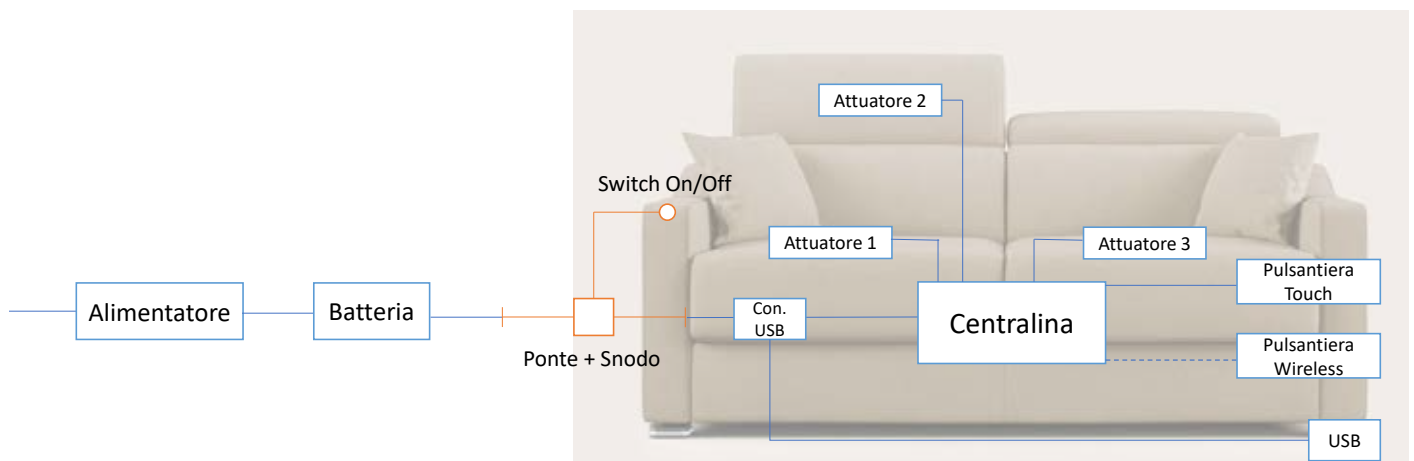 Attuatore 2
Switch On/Off
Attuatore 1
Attuatore 3
Pulsantiera
Touch
Alimentatore
Batteria
Con.
USB
Centralina
Ponte + Snodo
Pulsantiera
Wireless
USB